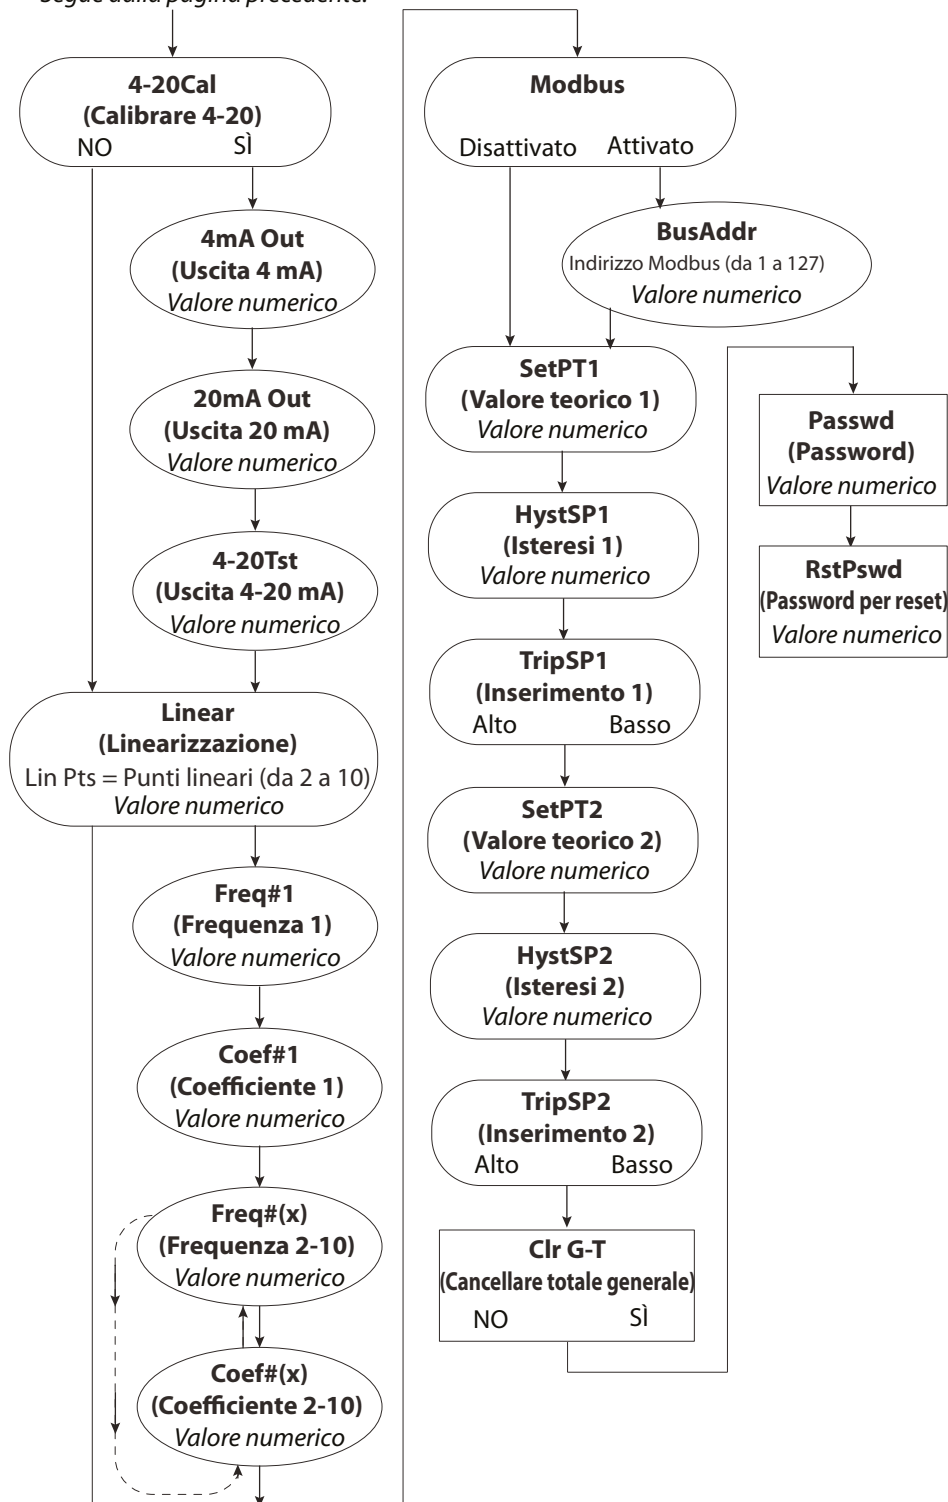 Segue dalla pagina precedente.
4-20Cal
(Calibrare 4-20)
NO SÌ
4mA Out
(Uscita 4 mA)
Valore numerico
20mA Out
(Uscita 20 mA)
Valore numerico
4-20Tst
(Uscita 4-20 mA)
Valore numerico
Linear
(Linearizzazione)
Lin Pts = Punti lineari (da 2 a 10)
Valore numerico
Freq#1
(Frequenza 1)
Valore numerico
Coef#1
(Coefficiente 1)
Valore numerico
Freq#(x)
(Frequenza 2-10)
Valore numerico
Coef#(x)
(Coefficiente 2-10)
Valore numerico
Modbus
Disattivato Attivato
BusAddr
Indirizzo Modbus (da 1 a 127)
Valore numerico
SetPT1
(Valore teorico 1)
Valore numerico
HystSP1
(Isteresi 1)
Valore numerico
TripSP1
(Inserimento 1)
Alto Basso
SetPT2
(Valore teorico 2)
Valore numerico
HystSP2
(Isteresi 2)
Valore numerico
TripSP2
(Inserimento 2)
Alto Basso
Clr G-T
(Cancellare totale generale)
NO SÌ
Passwd
(Password)
Valore numerico
RstPswd
(Password per reset)
Valore numerico